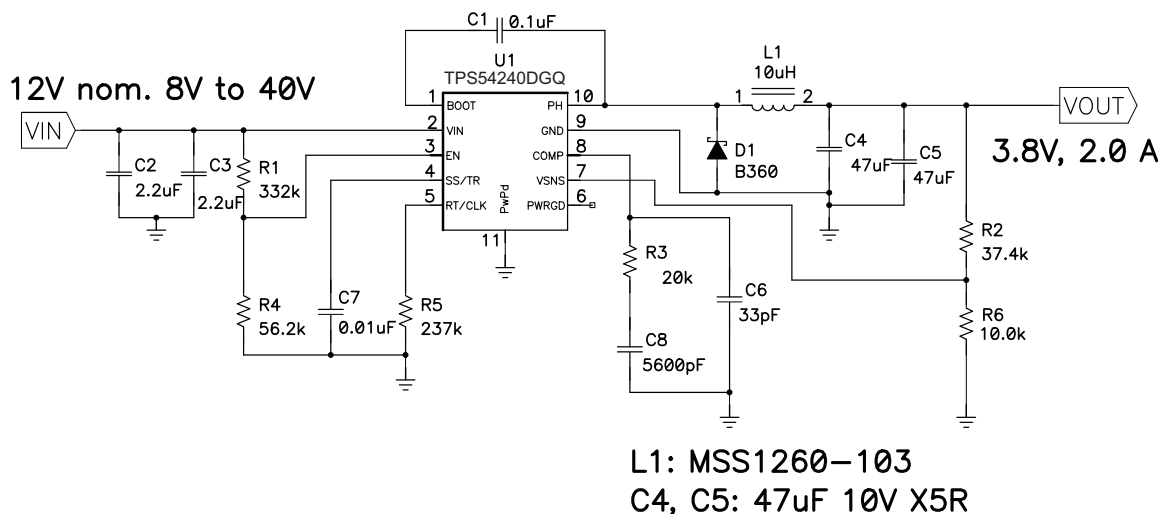 C1
0.1uF
U1
TPS54240DGQ
L1
10uH
12V nom. 8V to 40V
VIN
1
BOOT
PH
10
1
2
VOUT
2
VIN
GND
9
3
EN
COMP
8
4
SS/TR
VSNS
7
5
RT/CLK
PWRGD
6
PwPd
11
C2
2.2uF
C3
2.2uF
R1
332k
D1
B360
C4
47uF
C5
47uF
3.8V, 2.0 A
R4
56.2k
C7
0.01uF
R5
237k
R3
20k
C6
33pF
C8
5600pF
R2
37.4k
R6
10.0k
L1: MSS1260-103
C4, C5: 47uF 10V X5R